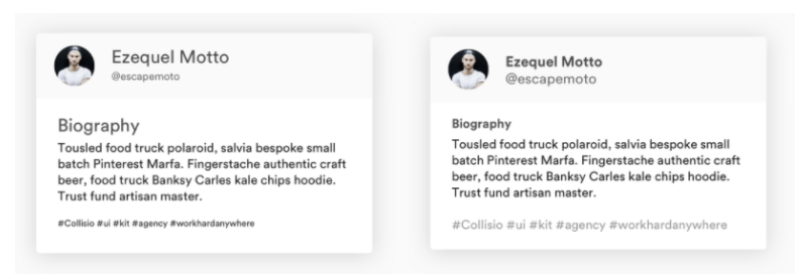 Ezequel Motto
@escapemoto
Biography
Tousled food truck polaroid, salvia bespoke small
batch Pinterest Marfa. Fingerstache authentic craft
beer, food truck Banksy Carles kale chips hoodie.
Trust fund artisan master.
#Collisio #ui #kit #agency #workhardanywhere
Ezequel Motto
@escapemoto
Biography
Tousled food truck polaroid, salvia bespoke small
batch Pinterest Marfa. Fingerstache authentic craft
beer, food truck Banksy Carles kale chips hoodie.
Trust fund artisan master.
#Collisio #ui #kit #agency #workhardanywhere